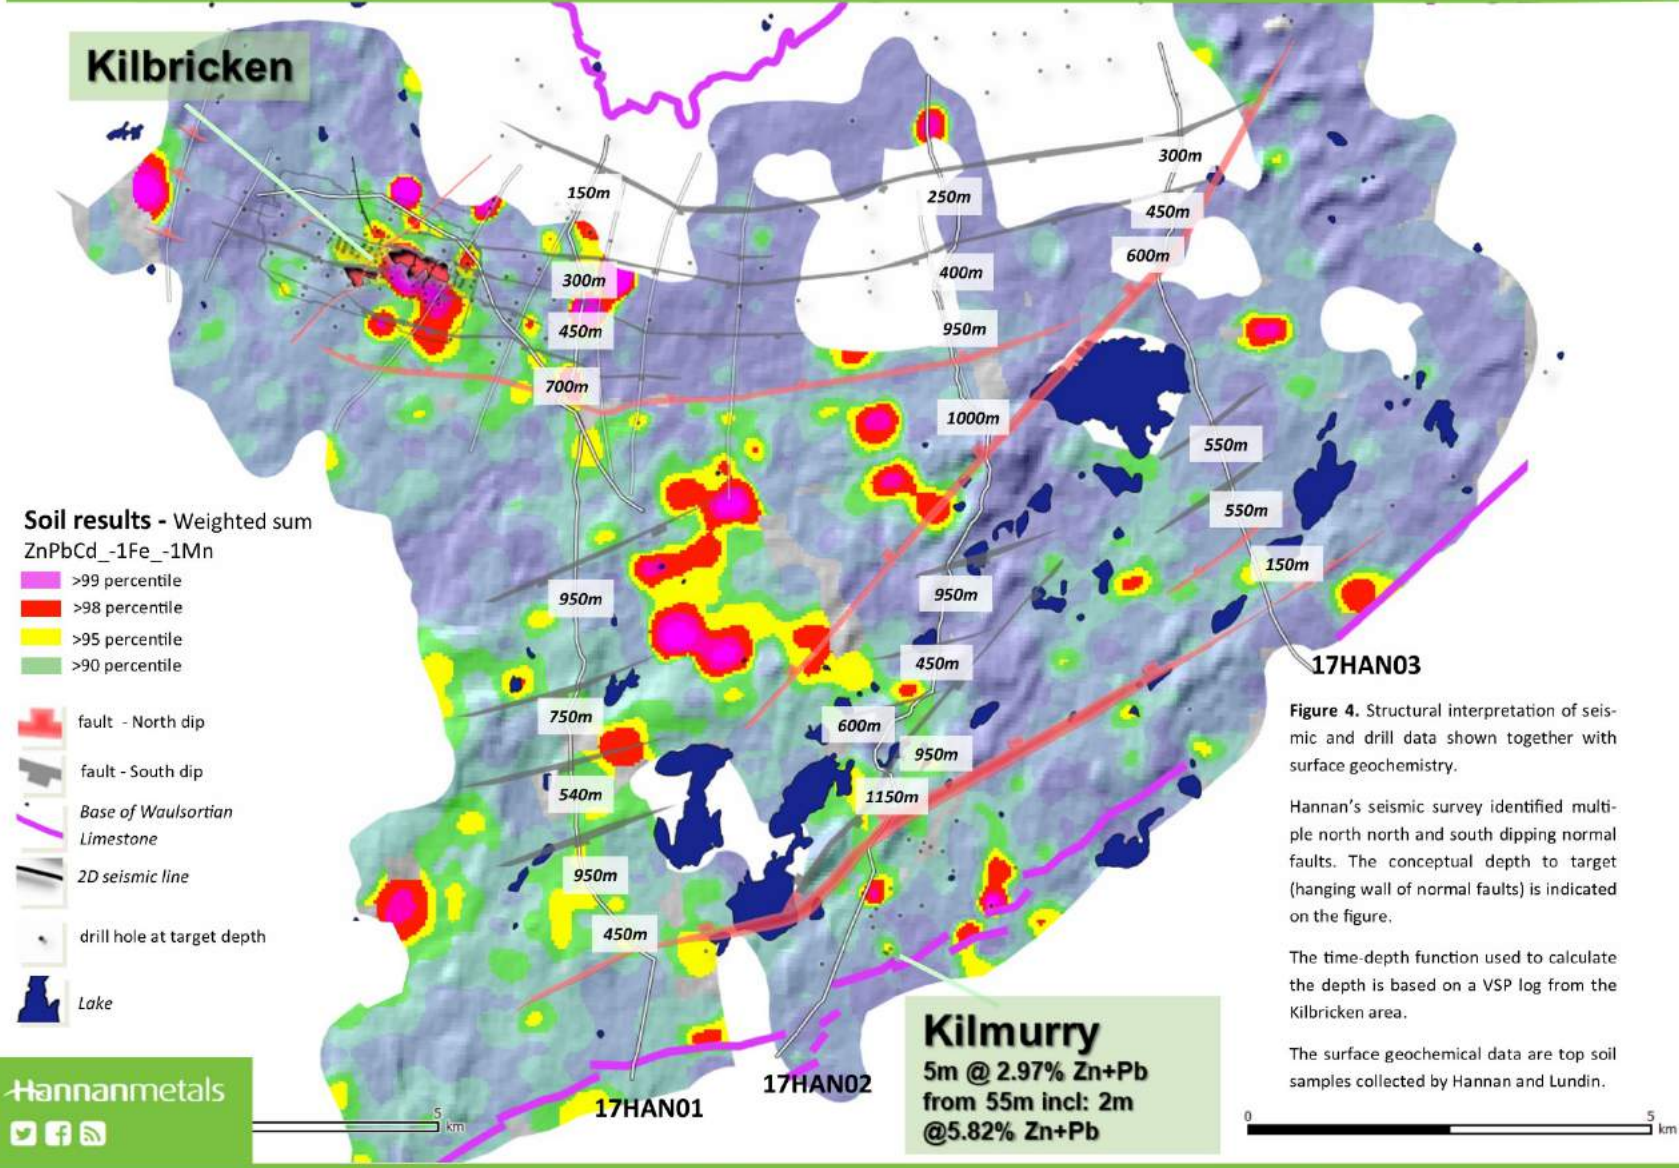 Kilbricken
150m
300m
450m
700m
950m
750m
540m
950m
450m
250m
400m
950m
1000m
950m
450m
600m
950m
1150m
300m
450m
600m
550m
550m
150m
Soil results - Weighted sum
ZnPbCd_-1Fe_-1Mn
>99 percentile
>98 percentile
>95 percentile
>90 percentile
fault - North dip
fault - South dip
Base of Waulsortian
Limestone
2D seismic line
drill hole at target depth
Lake
17HAN03
Figure 4. Structural interpretation of seis-
mic and drill data shown together with
surface geochemistry.
Hannan's seismic survey identified multi-
ple north north and south dipping normal
faults. The conceptual depth to target
(hanging wall of normal faults) is indicated
on the figure.
The time-depth function used to calculate
the depth is based on a VSP log from the
Kilbricken area.
The surface geochemical data are top soil
samples collected by Hannan and Lundin.
Kilmurry
5m @ 2.97% Zn+Pb
from 55m incl: 2m
@5.82% Zn+Pb
17HAN02
17HAN01
Hannanmetals
5
km
0
5
km